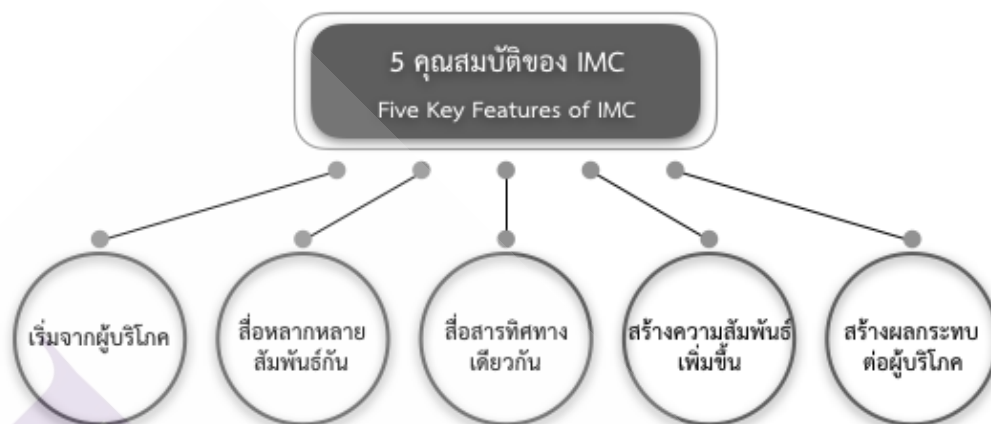 5 คุณสมบัติของ IMC
Five Key Features of IMC
เริ่มจากผู้บริโภค
สื่อหลากหลาย
สัมพันธ์กัน
สื่อสารทิศทาง
เดียวกัน
สร้างความสัมพันธ์
เพิ่มขึ้น
สร้างผลกระทบ
ต่อผู้บริโภค